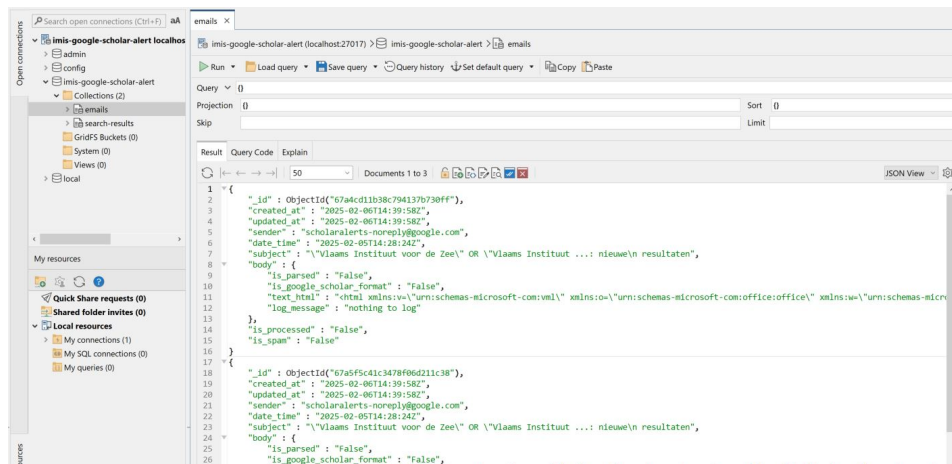 Open connections
Search open connections (Ctrl+F) aA
imis-google-scholar-alert localhos
admin
config
imis-google-scholar-alert
Collections (2)
emails
search-results
GridFS Buckets (0)
System (0)
Views (0)
local
My resources
Quick Share requests (0)
Shared folder invites (0)
Local resources
My connections (1)
My SQL connections (0)
My queries (0)
emails ×
imis-google-scholar-alert (localhost:27017) > imis-google-scholar-alert > emails
Run Load query Save query Query history Set default query Copy Paste
Query {}
Projection {} Sort {}
Skip Limit
Result Query Code Explain
50 Documents 1 to 3 JSON View
1 {
2 "_id" : ObjectId("67a4cd11b38c794137b730ff"),
3 "created_at" : "2025-02-06T14:39:58Z",
4 "updated_at" : "2025-02-06T14:39:58Z",
5 "sender" : "scholaralerts-noreply@google.com",
6 "date_time" : "2025-02-05T14:28:24Z",
7 "subject" : "\"Vlaams Instituut voor de Zee\" OR \"Vlaams Instituut ...: nieuwe\n resultaten",
8 "body" : {
9 "is_parsed" : "False",
10 "is_google_scholar_format" : "False",
11 "text_html" : "<html xmlns:v=\"urn:schemas-microsoft-com:vml\" xmlns:o=\"urn:schemas-microsoft-com:office:office\" xmlns:w=\"urn:schemas-micro
12 "log_message" : "nothing to log"
13 },
14 "is_processed" : "False",
15 "is_spam" : "False"
16 }
17 {
18 "_id" : ObjectId("67a5f5c41c3478f06d211c38"),
19 "created_at" : "2025-02-06T14:39:58Z",
20 "updated_at" : "2025-02-06T14:39:58Z",
21 "sender" : "scholaralerts-noreply@google.com",
22 "date_time" : "2025-02-05T14:28:24Z",
23 "subject" : "\"Vlaams Instituut voor de Zee\" OR \"Vlaams Instituut ...: nieuwe\n resultaten",
24 "body" : {
25 "is_parsed" : "False",
26 "is_google_scholar_format" : "False",